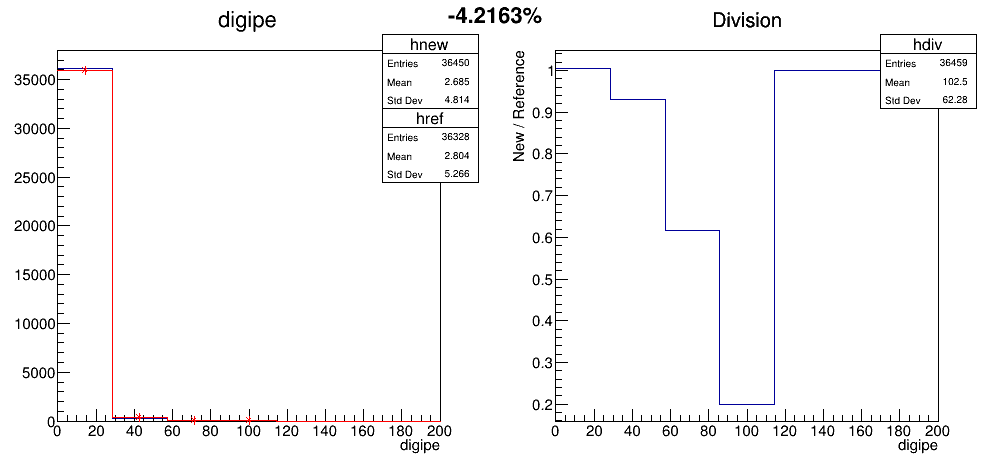 -4.2163%
digipe
hnew
Entries 36450
Mean 2.685
Std Dev 4.814
href
Entries 36328
Mean 2.804
Std Dev 5.266
35000
30000
25000
20000
15000
10000
5000
0
0 20 40 60 80 100 120 140 160 180 200
digipe
Division
hdiv
Entries 36459
Mean 102.5
Std Dev 62.28
New / Reference
1
0.9
0.8
0.7
0.6
0.5
0.4
0.3
0.2
0 20 40 60 80 100 120 140 160 180 200
digipe